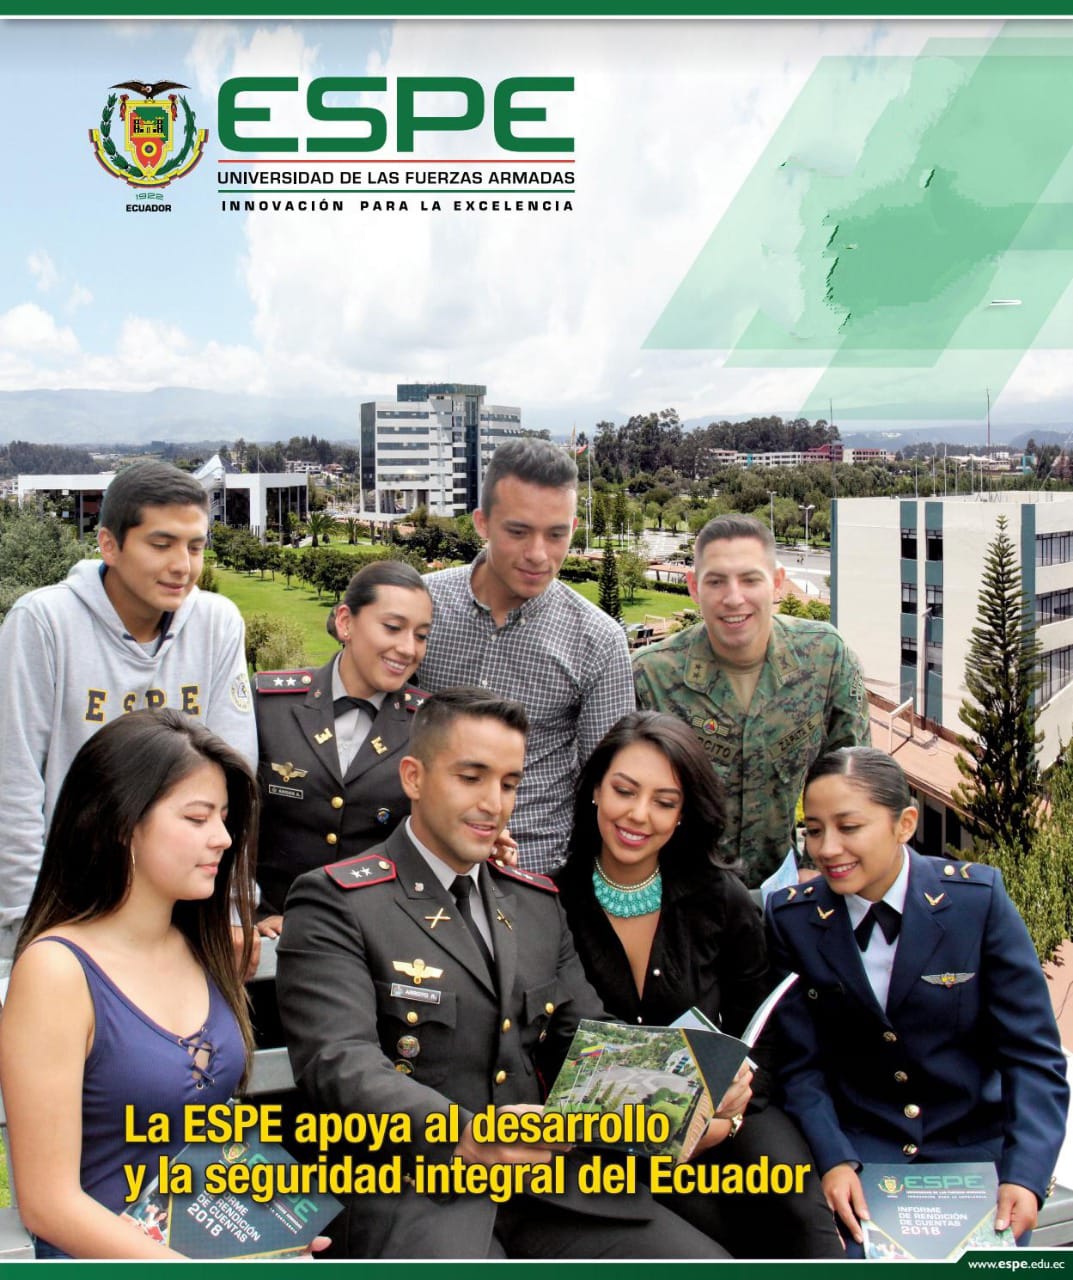 ESPE
UNIVERSIDAD DE LAS FUERZAS ARMADAS
INNOVACIÓN PARA LA EXCELENCIA
1922
ECUADOR
ESPE
ARROYO R.
La ESPE apoya al desarrollo
y la seguridad integral del Ecuador
ESPE
INFORME
DE RENDICIÓN
DE CUENTAS
2016
DE RENDICIÓN
DE CUENTAS
2016
www.espe.edu.ec